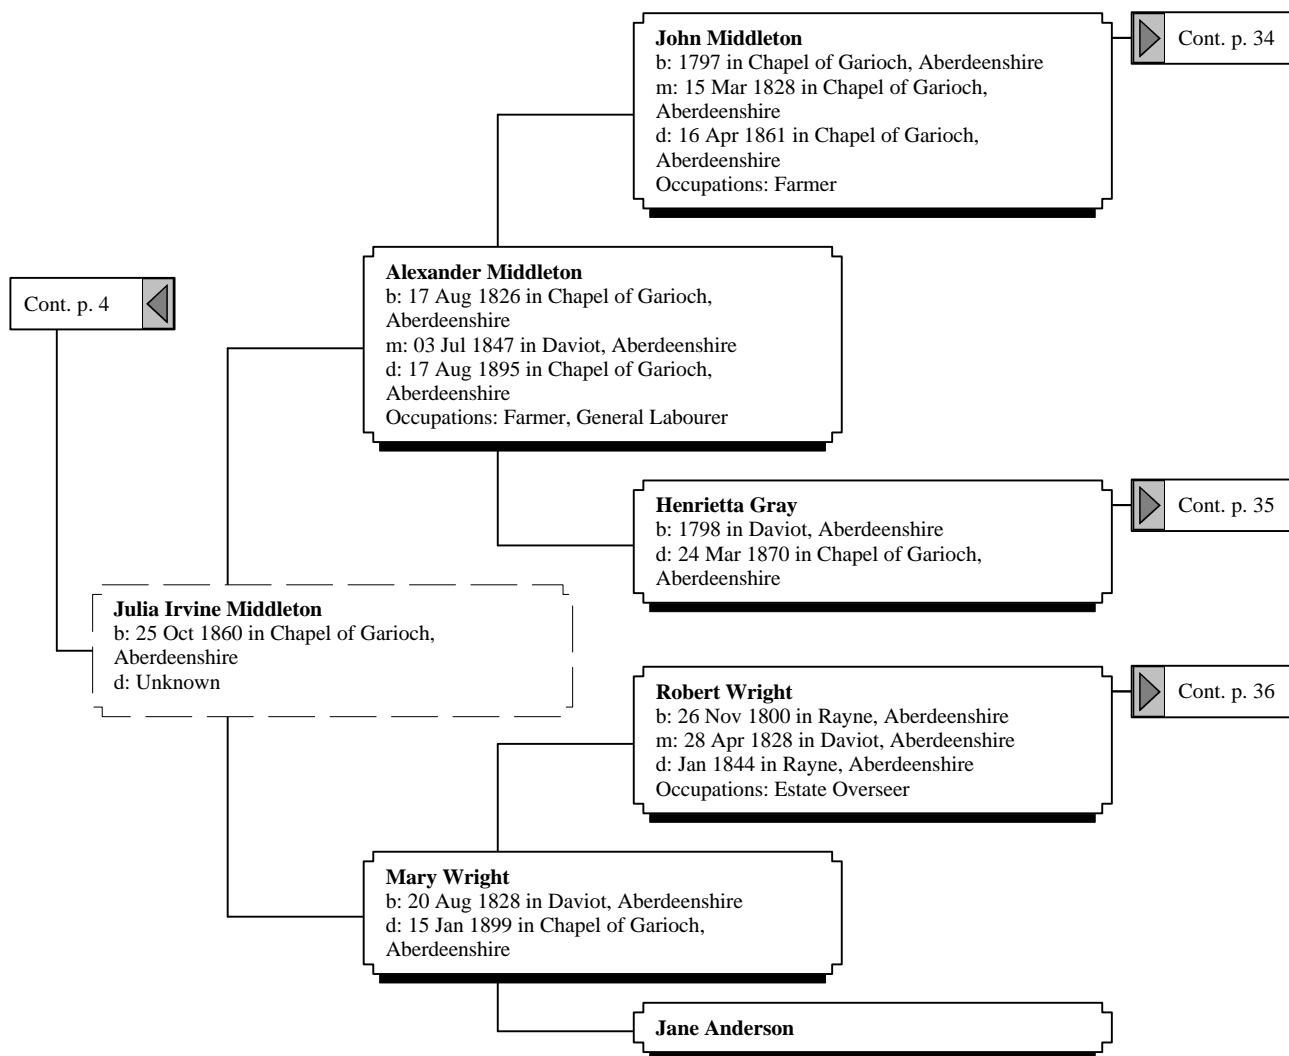 John Middleton
b: 1797 in Chapel of Garioch, Aberdeenshire
m: 15 Mar 1828 in Chapel of Garioch,
Aberdeenshire
d: 16 Apr 1861 in Chapel of Garioch,
Aberdeenshire
Occupations: Farmer
Cont. p. 34
Alexander Middleton
b: 17 Aug 1826 in Chapel of Garioch,
Aberdeenshire
m: 03 Jul 1847 in Daviot, Aberdeenshire
d: 17 Aug 1895 in Chapel of Garioch,
Aberdeenshire
Occupations: Farmer, General Labourer
Cont. p. 4
Henrietta Gray
b: 1798 in Daviot, Aberdeenshire
d: 24 Mar 1870 in Chapel of Garioch,
Aberdeenshire
Cont. p. 35
Julia Irvine Middleton
b: 25 Oct 1860 in Chapel of Garioch,
Aberdeenshire
d: Unknown
Robert Wright
b: 26 Nov 1800 in Rayne, Aberdeenshire
m: 28 Apr 1828 in Daviot, Aberdeenshire
d: Jan 1844 in Rayne, Aberdeenshire
Occupations: Estate Overseer
Cont. p. 36
Mary Wright
b: 20 Aug 1828 in Daviot, Aberdeenshire
d: 15 Jan 1899 in Chapel of Garioch,
Aberdeenshire
Jane Anderson